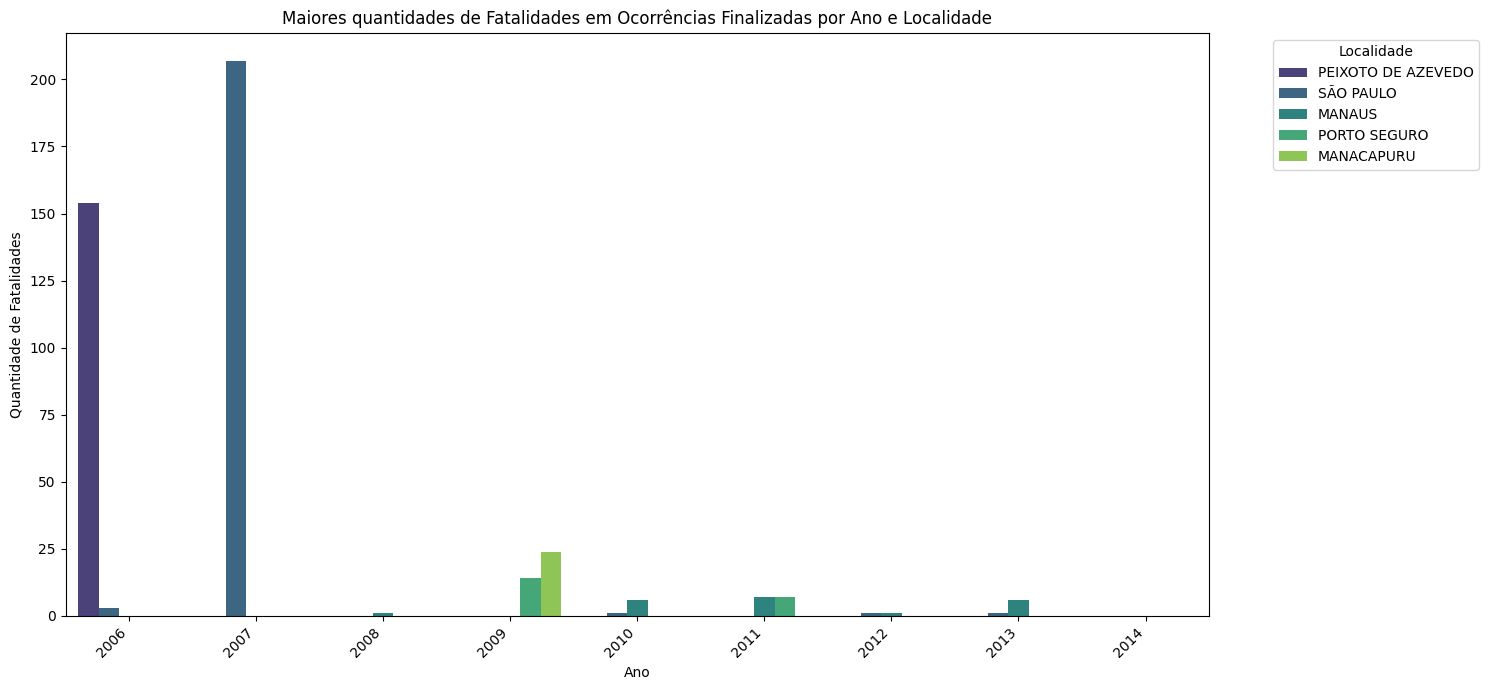 Maiores quantidades de Fatalidades em Ocorrências Finalizadas por Ano e Localidade
Localidade
PEIXOTO DE AZEVEDO
SÃO PAULO
MANAUS
PORTO SEGURO
MANACAPURU
Quantidade de Fatalidades
200
175
150
125
100
75
50
25
0
2006
2007
2008
2009
2010
2011
2012
2013
2014
Ano